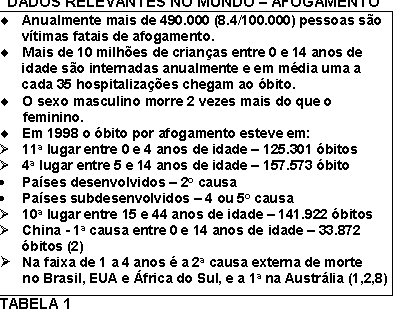 DADOS RELEVANTES NO MUNDO – AFOGAMENTO
♦ Anualmente mais de 490.000 (8.4/100.000) pessoas são
vítimas fatais de afogamento.
♦ Mais de 10 milhões de crianças entre 0 e 14 anos de
idade são internadas anualmente e em média uma a
cada 35 hospitalizações chegam ao óbito.
♦ O sexo masculino morre 2 vezes mais do que o
feminino.
♦ Em 1998 o óbito por afogamento esteve em:
➢ 11ª lugar entre 0 e 4 anos de idade – 125.301 óbitos
➢ 4ª lugar entre 5 e 14 anos de idade – 157.573 óbito
• Países desenvolvidos – 2º causa
• Países subdesenvolvidos – 4 ou 5º causa
➢ 10ª lugar entre 15 e 44 anos de idade – 141.922 óbitos
➢ China - 1ª causa entre 0 e 14 anos de idade – 33.872
óbitos (2)
➢ Na faixa de 1 a 4 anos é a 2ª causa externa de morte
no Brasil, EUA e África do Sul, e a 1ª na Austrália (1,2,8)
TABELA 1